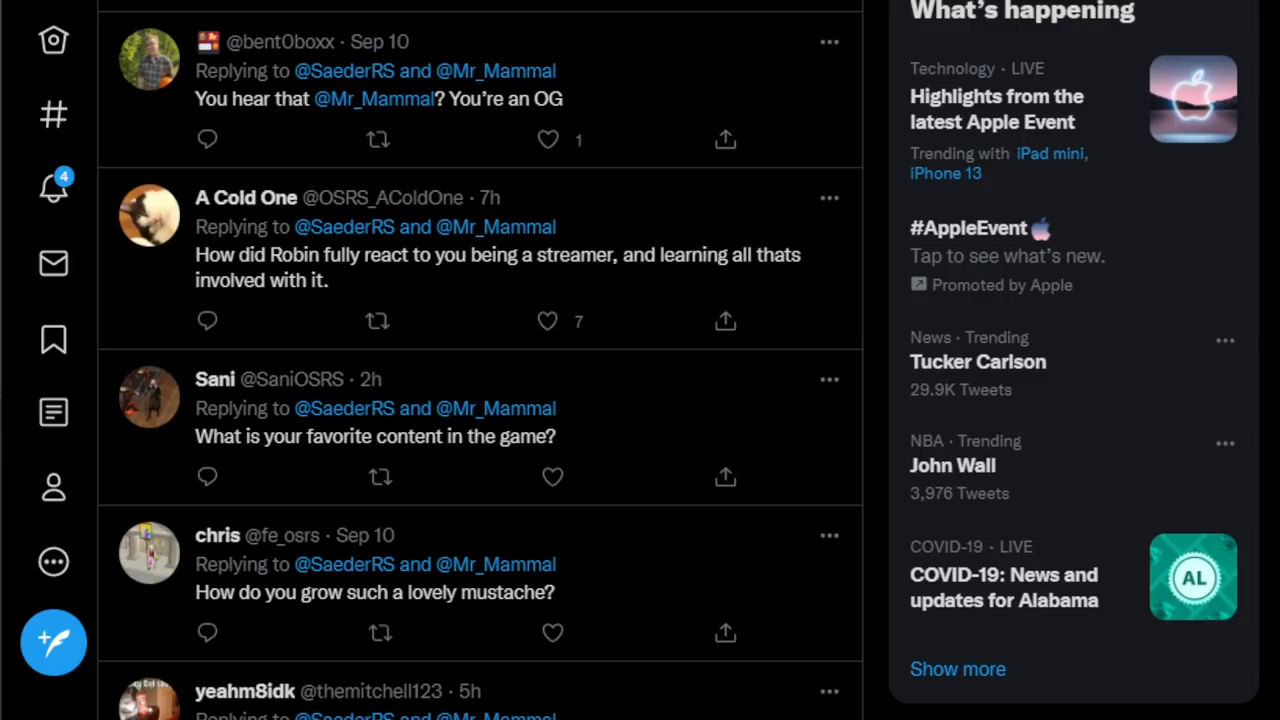 @bent0boxx · Sep 10
Replying to @SaederRS and @Mr_Mammal
You hear that @Mr_Mammal? You're an OG
1
A Cold One @OSRS_AColdOne · 7h
Replying to @SaederRS and @Mr_Mammal
How did Robin fully react to you being a streamer, and learning all thats
involved with it.
7
Sani @SaniOSRS · 2h
Replying to @SaederRS and @Mr_Mammal
What is your favorite content in the game?
chris @fe_osrs · Sep 10
Replying to @SaederRS and @Mr_Mammal
How do you grow such a lovely mustache?
yeahm8idk @themitchell123 · 5h
Replying to @SaederRS and @Mr_Mammal
4
What's happening
Technology · LIVE
Highlights from the
latest Apple Event
Trending with iPad mini,
iPhone 13
#AppleEvent
Tap to see what's new.
Promoted by Apple
News · Trending
Tucker Carlson
29.9K Tweets
NBA · Trending
John Wall
3,976 Tweets
COVID-19 · LIVE
COVID-19: News and
updates for Alabama
AL
Show more